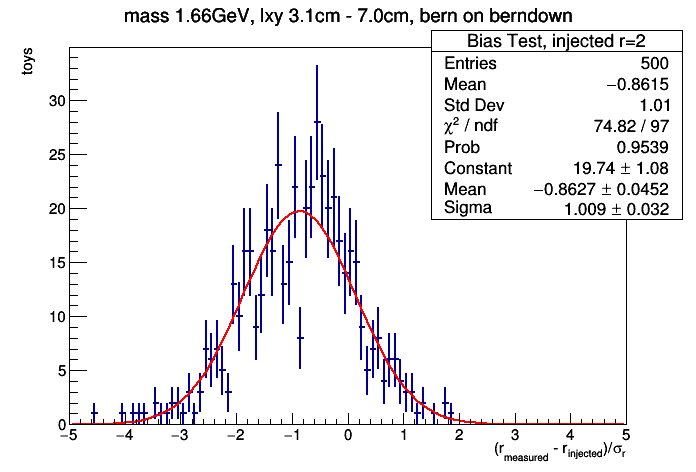 mass 1.66GeV, lxy 3.1cm - 7.0cm, bern on berndown
Bias Test, injected r=2
Entries 500
Mean −0.8615
Std Dev 1.01
χ² / ndf 74.82 / 97
Prob 0.9539
Constant 19.74 ± 1.08
Mean −0.8627 ± 0.0452
Sigma 1.009 ± 0.032
toys
30
25
20
15
10
5
0
−5 −4 −3 −2 −1 0 1 2 3 4 5
(r_measured - r_injected)/σ_r